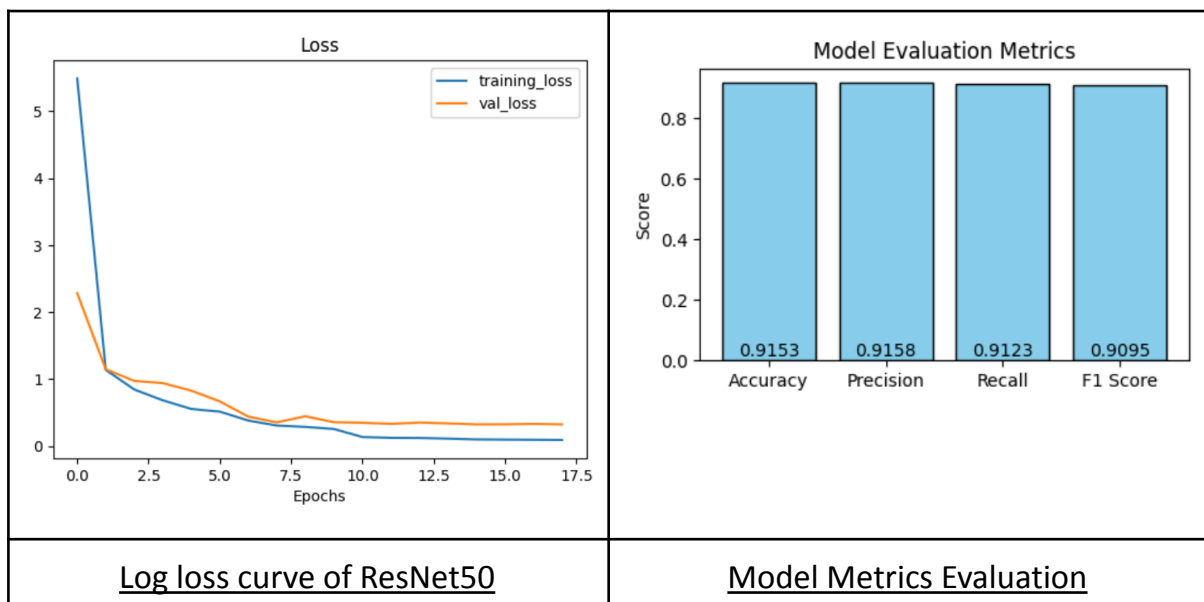 Loss
training_loss
val_loss
5
4
3
2
1
0
0.0 2.5 5.0 7.5 10.0 12.5 15.0 17.5
Epochs
Model Evaluation Metrics
Score
0.8
0.6
0.4
0.2
0.0
0.9153 0.9158 0.9123 0.9095
Accuracy Precision Recall F1 Score
Log loss curve of ResNet50
Model Metrics Evaluation